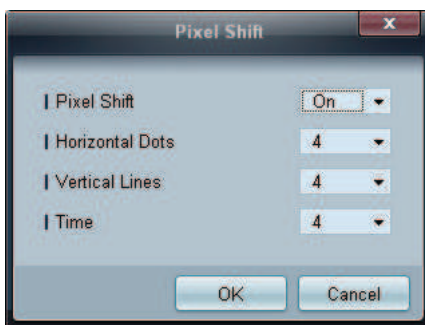 Pixel Shift
Pixel Shift On
Horizontal Dots 4
Vertical Lines 4
Time 4
OK Cancel